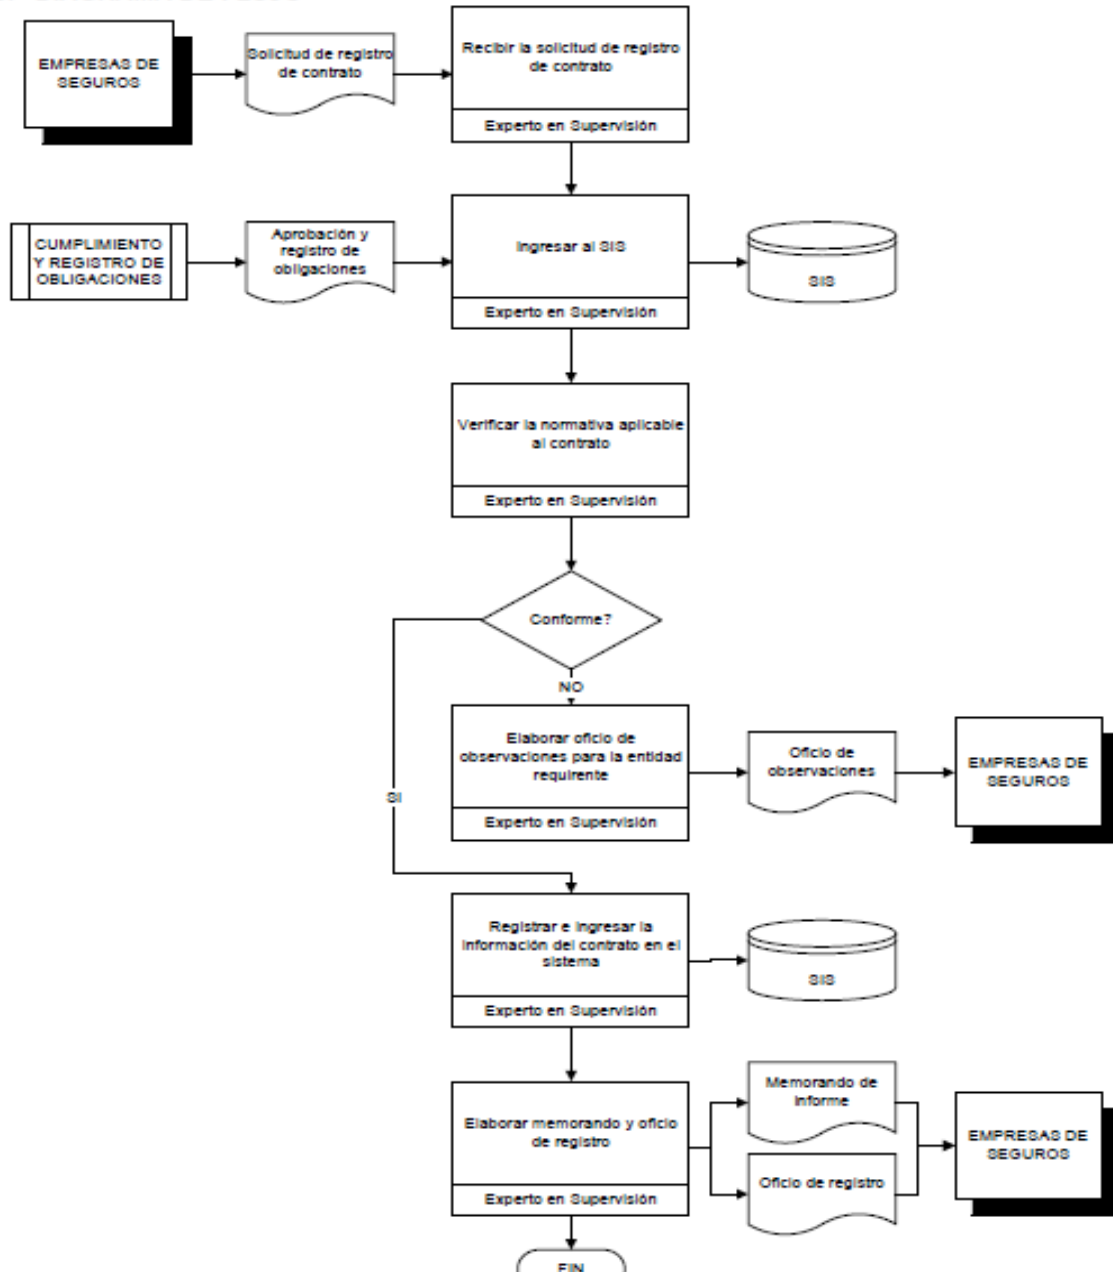 EMPRESAS DE
SEGUROS
Solicitud de registro
de contrato
Recibir la solicitud de registro
de contrato
Experto en Supervisión
CUMPLIMIENTO
Y REGISTRO DE
OBLIGACIONES
Aprobación y
registro de
obligaciones
Ingresar al SIS
Experto en Supervisión
SIS
Verificar la normativa aplicable
al contrato
Experto en Supervisión
Conforme?
NO
SI
Elaborar oficio de
observaciones para la entidad
requirente
Experto en Supervisión
Oficio de
observaciones
EMPRESAS DE
SEGUROS
Registrar e ingresar la
información del contrato en el
sistema
Experto en Supervisión
SIS
Elaborar memorando y oficio
de registro
Experto en Supervisión
Memorando de
informe
Oficio de registro
EMPRESAS DE
SEGUROS
FIN